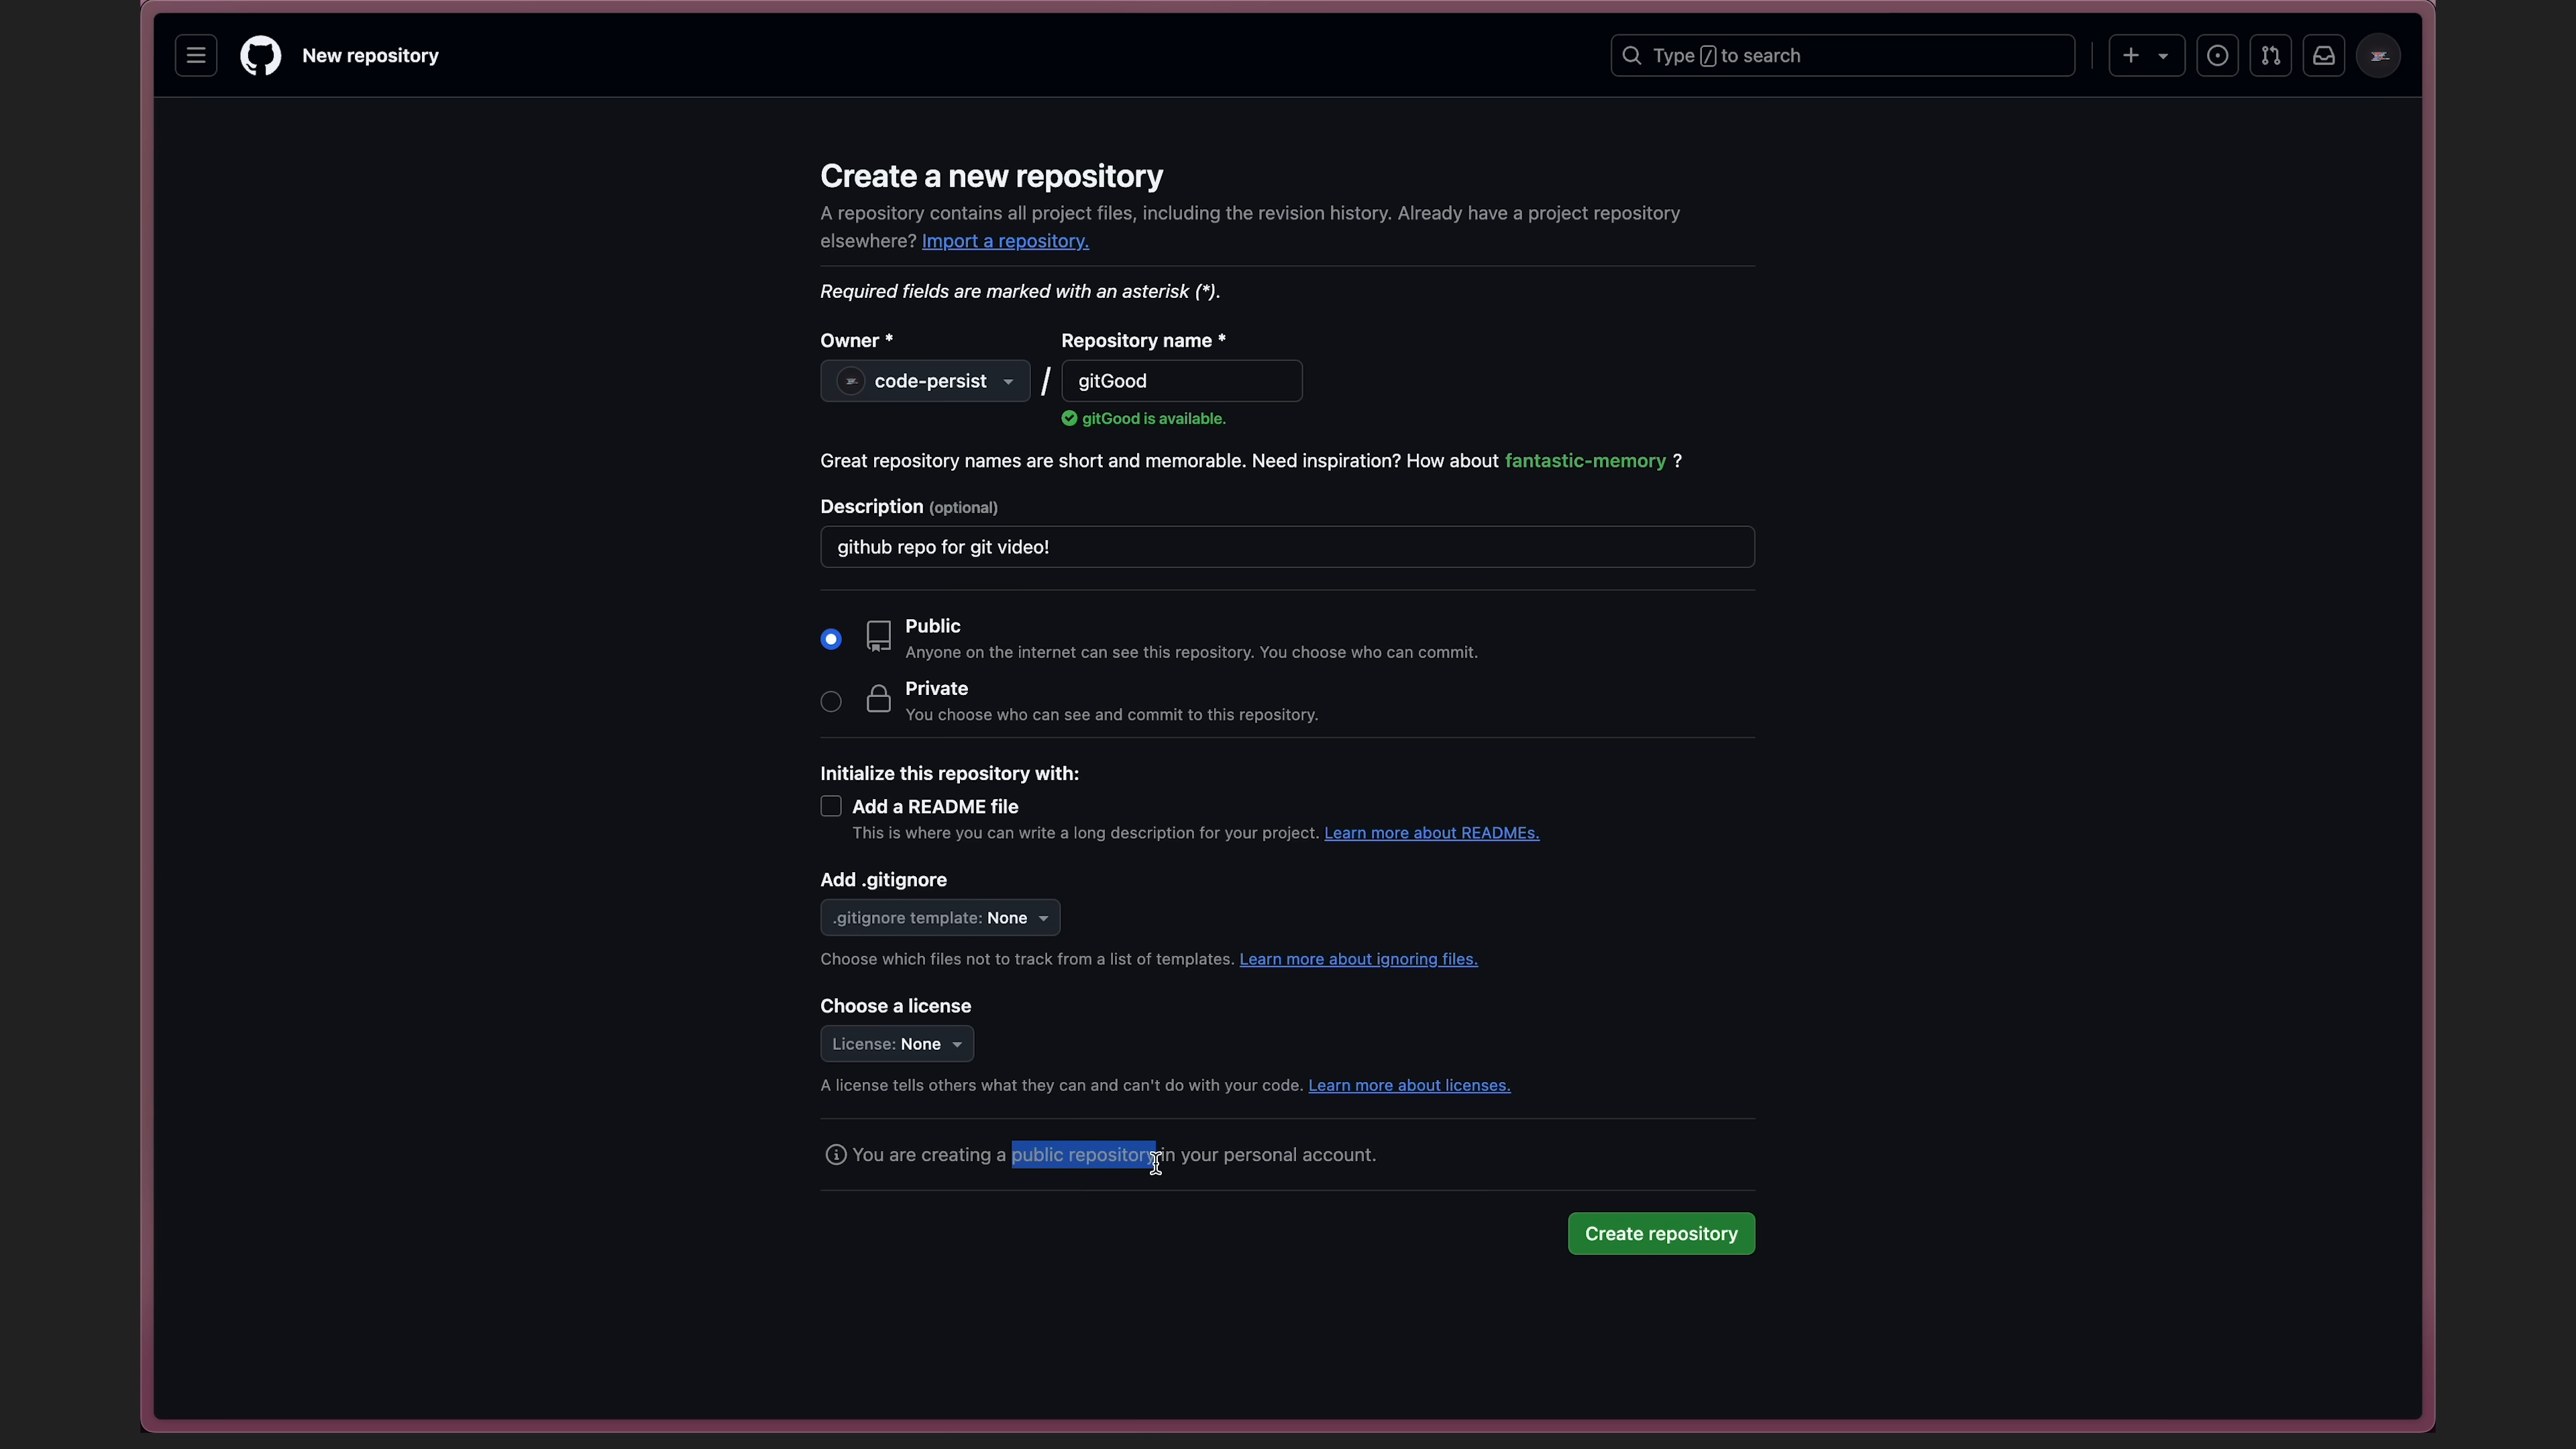 New repository
Type / to search
Create a new repository
A repository contains all project files, including the revision history. Already have a project repository
elsewhere? Import a repository.
Required fields are marked with an asterisk (*).
Owner * Repository name *
code-persist / gitGood
gitGood is available.
Great repository names are short and memorable. Need inspiration? How about fantastic-memory ?
Description (optional)
github repo for git video!
Public
Anyone on the internet can see this repository. You choose who can commit.
Private
You choose who can see and commit to this repository.
Initialize this repository with:
Add a README file
This is where you can write a long description for your project. Learn more about READMEs.
Add .gitignore
.gitignore template: None
Choose which files not to track from a list of templates. Learn more about ignoring files.
Choose a license
License: None
A license tells others what they can and can't do with your code. Learn more about licenses.
You are creating a public repository in your personal account.
Create repository